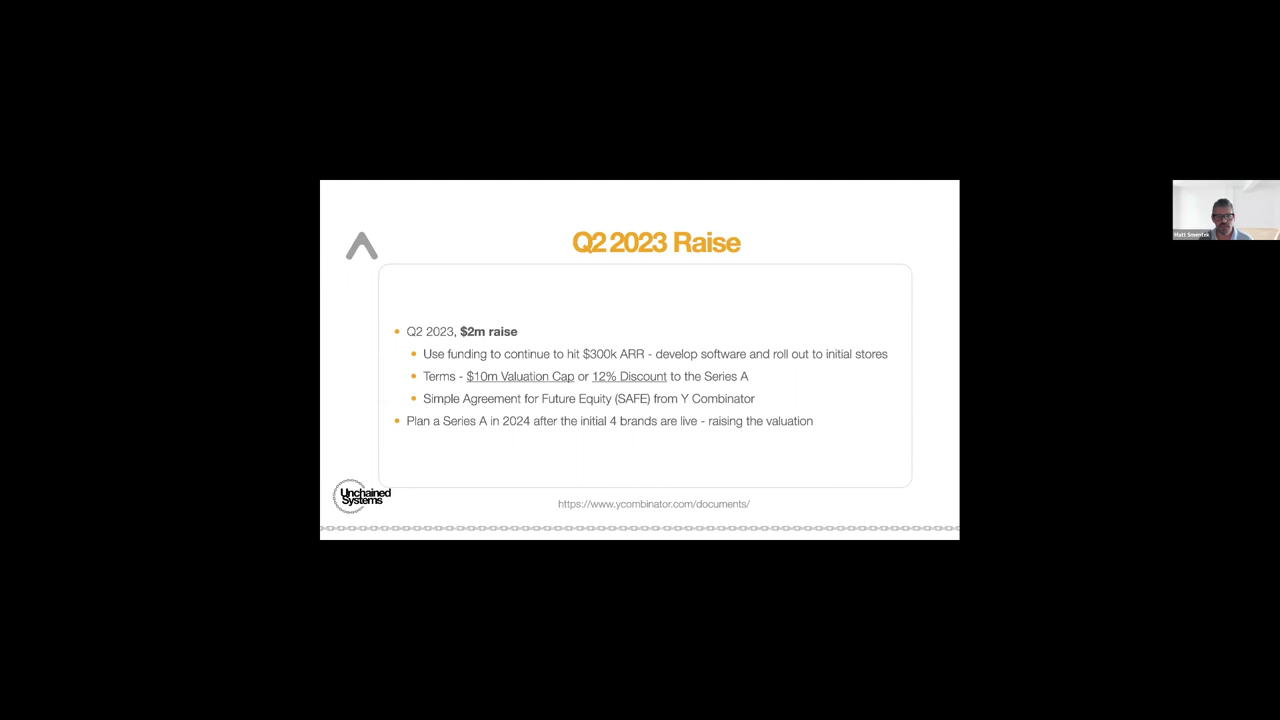 Q2 2023 Raise
Q2 2023, $2m raise
Use funding to continue to hit $300k ARR - develop software and roll out to initial stores
Terms - $10m Valuation Cap or 12% Discount to the Series A
Simple Agreement for Future Equity (SAFE) from Y Combinator
Plan a Series A in 2024 after the initial 4 brands are live - raising the valuation
Unchained
Systems
https://www.ycombinator.com/documents/
Matt Smentek